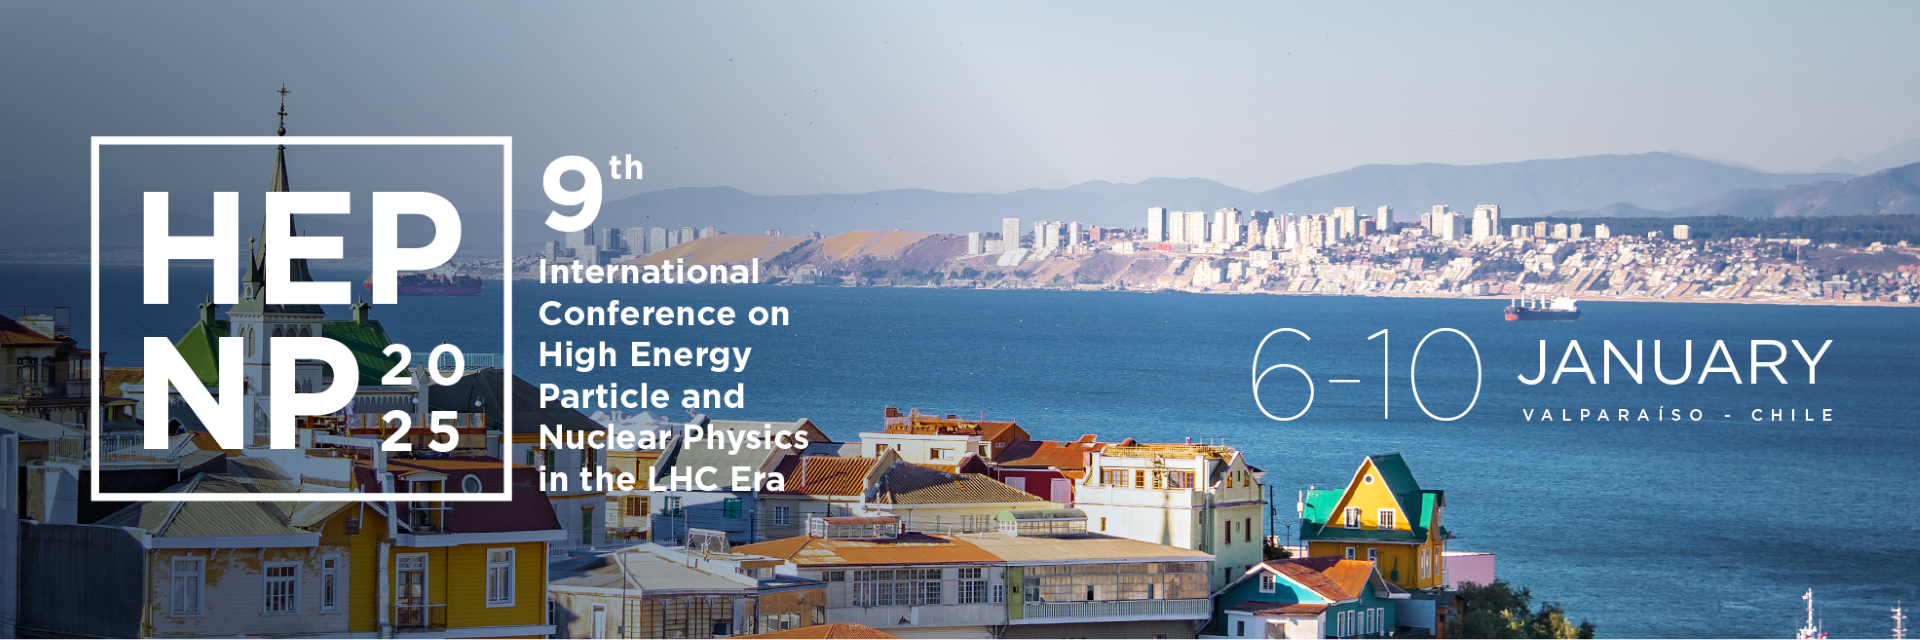 HEP
NP 20
25
9th
International
Conference on
High Energy
Particle and
Nuclear Physics
in the LHC Era
6-10 JANUARY
VALPARAÍSO - CHILE